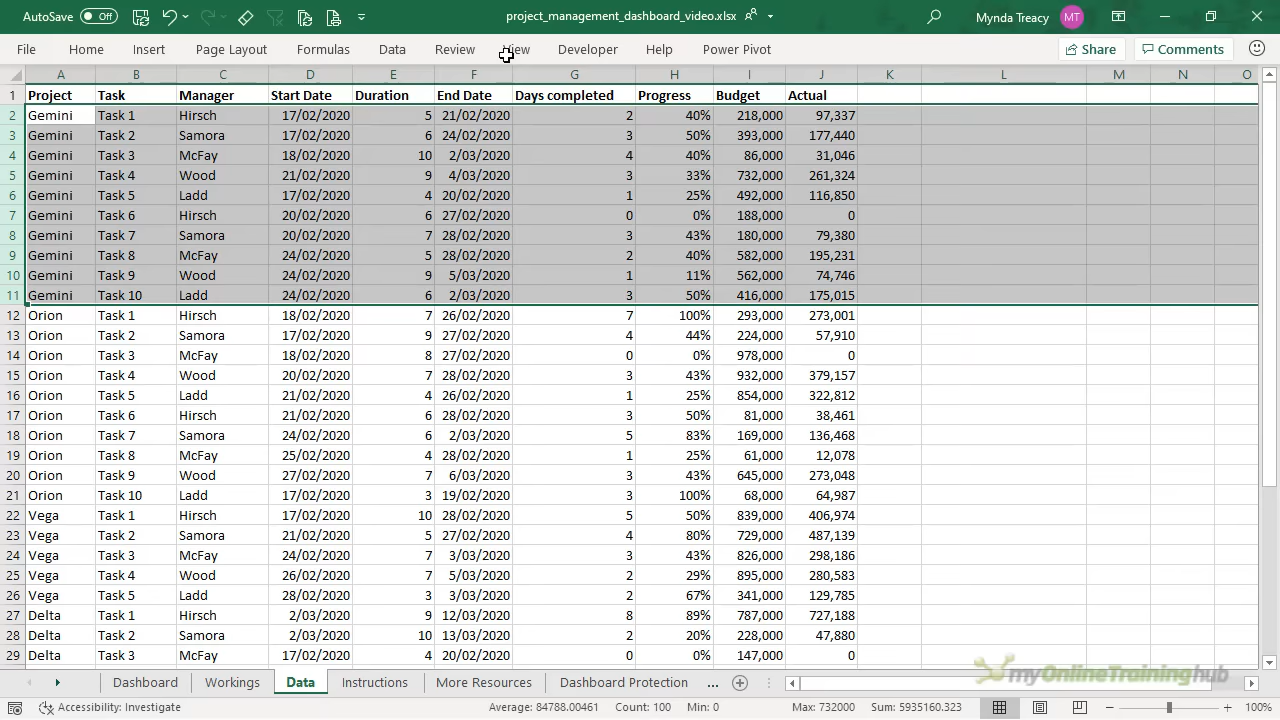 AutoSave Off project_management_dashboard_video.xlsx Mynda Treacy MT
File Home Insert Page Layout Formulas Data Review View Developer Help Power Pivot Share Comments
A B C D E F G H I J K L M N O
1 Project Task Manager Start Date Duration End Date Days completed Progress Budget Actual
2 Gemini Task 1 Hirsch 17/02/2020 5 21/02/2020 2 40% 218,000 97,337
3 Gemini Task 2 Samora 17/02/2020 6 24/02/2020 3 50% 393,000 177,440
4 Gemini Task 3 McFay 18/02/2020 10 2/03/2020 4 40% 86,000 31,046
5 Gemini Task 4 Wood 21/02/2020 9 4/03/2020 3 33% 732,000 261,324
6 Gemini Task 5 Ladd 17/02/2020 4 20/02/2020 1 25% 492,000 116,850
7 Gemini Task 6 Hirsch 20/02/2020 6 27/02/2020 0 0% 188,000 0
8 Gemini Task 7 Samora 20/02/2020 7 28/02/2020 3 43% 180,000 79,380
9 Gemini Task 8 McFay 24/02/2020 5 28/02/2020 2 40% 582,000 195,231
10 Gemini Task 9 Wood 24/02/2020 9 5/03/2020 1 11% 562,000 74,746
11 Gemini Task 10 Ladd 24/02/2020 6 2/03/2020 3 50% 416,000 175,015
12 Orion Task 1 Hirsch 18/02/2020 7 26/02/2020 7 100% 293,000 273,001
13 Orion Task 2 Samora 17/02/2020 9 27/02/2020 4 44% 224,000 57,910
14 Orion Task 3 McFay 18/02/2020 8 27/02/2020 0 0% 978,000 0
15 Orion Task 4 Wood 20/02/2020 7 28/02/2020 3 43% 932,000 379,157
16 Orion Task 5 Ladd 21/02/2020 4 26/02/2020 1 25% 854,000 322,812
17 Orion Task 6 Hirsch 21/02/2020 6 28/02/2020 3 50% 81,000 38,461
18 Orion Task 7 Samora 24/02/2020 6 2/03/2020 5 83% 169,000 136,468
19 Orion Task 8 McFay 25/02/2020 4 28/02/2020 1 25% 61,000 12,078
20 Orion Task 9 Wood 27/02/2020 7 6/03/2020 3 43% 645,000 273,048
21 Orion Task 10 Ladd 17/02/2020 3 19/02/2020 3 100% 68,000 64,987
22 Vega Task 1 Hirsch 17/02/2020 10 28/02/2020 5 50% 839,000 406,974
23 Vega Task 2 Samora 21/02/2020 5 27/02/2020 4 80% 729,000 487,139
24 Vega Task 3 McFay 24/02/2020 7 3/03/2020 3 43% 826,000 298,186
25 Vega Task 4 Wood 26/02/2020 7 5/03/2020 2 29% 895,000 280,583
26 Vega Task 5 Ladd 28/02/2020 3 3/03/2020 2 67% 341,000 129,785
27 Delta Task 1 Hirsch 2/03/2020 9 12/03/2020 8 89% 787,000 727,188
28 Delta Task 2 Samora 2/03/2020 10 13/03/2020 2 20% 228,000 47,880
29 Delta Task 3 McFay 17/02/2020 4 20/02/2020 0 0% 147,000 0
myOnlineTraininghub
Dashboard Workings Data Instructions More Resources Dashboard Protection ...
Accessibility: Investigate Average: 84788.00461 Count: 100 Min: 0 Max: 732000 Sum: 5935160.323 100%